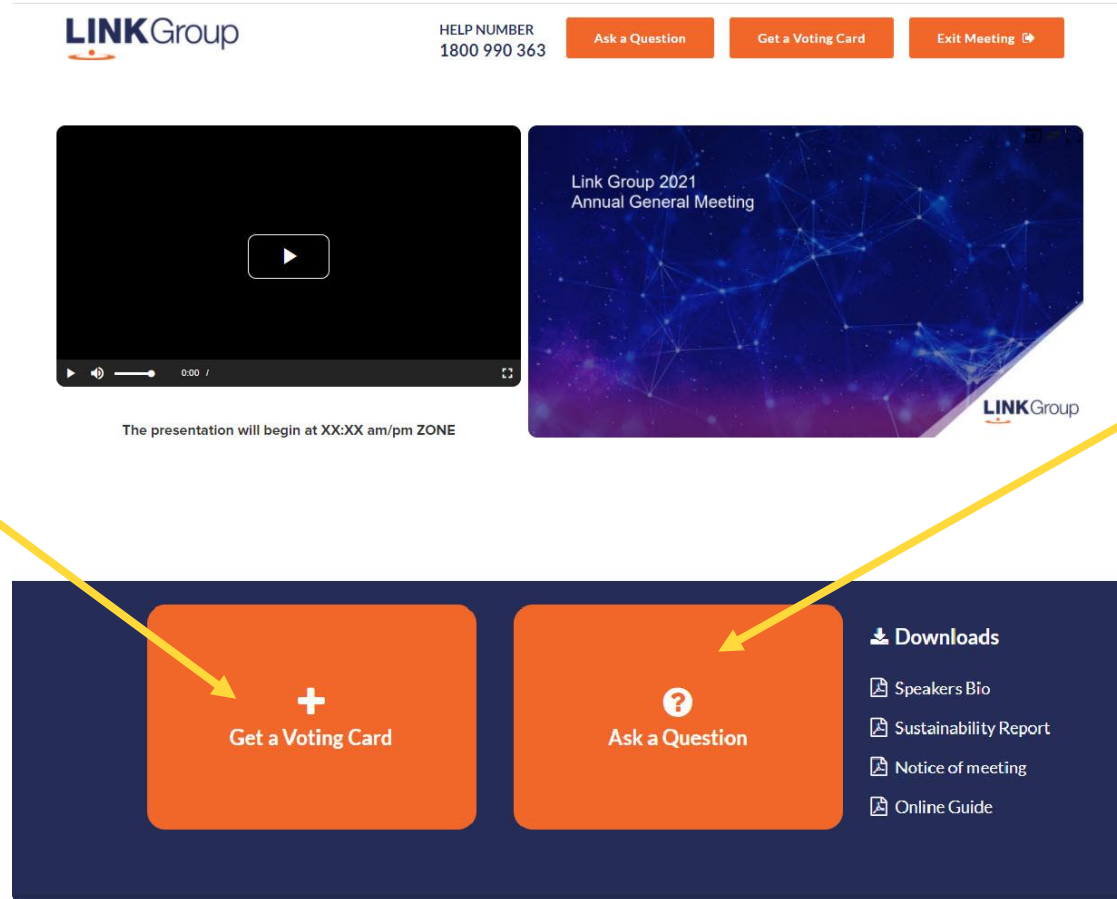 LINKGroup
HELP NUMBER
1800 990 363
Ask a Question
Get a Voting Card
Exit Meeting
Link Group 2021
Annual General Meeting
LINKGroup
0:00 /
The presentation will begin at XX:XX am/pm ZONE
Get a Voting Card
Ask a Question
Downloads
Speakers Bio
Sustainability Report
Notice of meeting
Online Guide